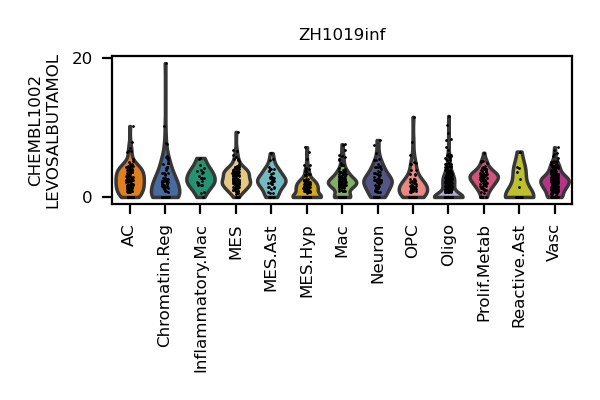 ZH1019inf
CHEMBL1002
LEVOSALBUTAMOL
20
0
AC
Chromatin.Reg
Inflammatory.Mac
MES
MES.Ast
MES.Hyp
Mac
Neuron
OPC
Oligo
Prolif.Metab
Reactive.Ast
Vasc